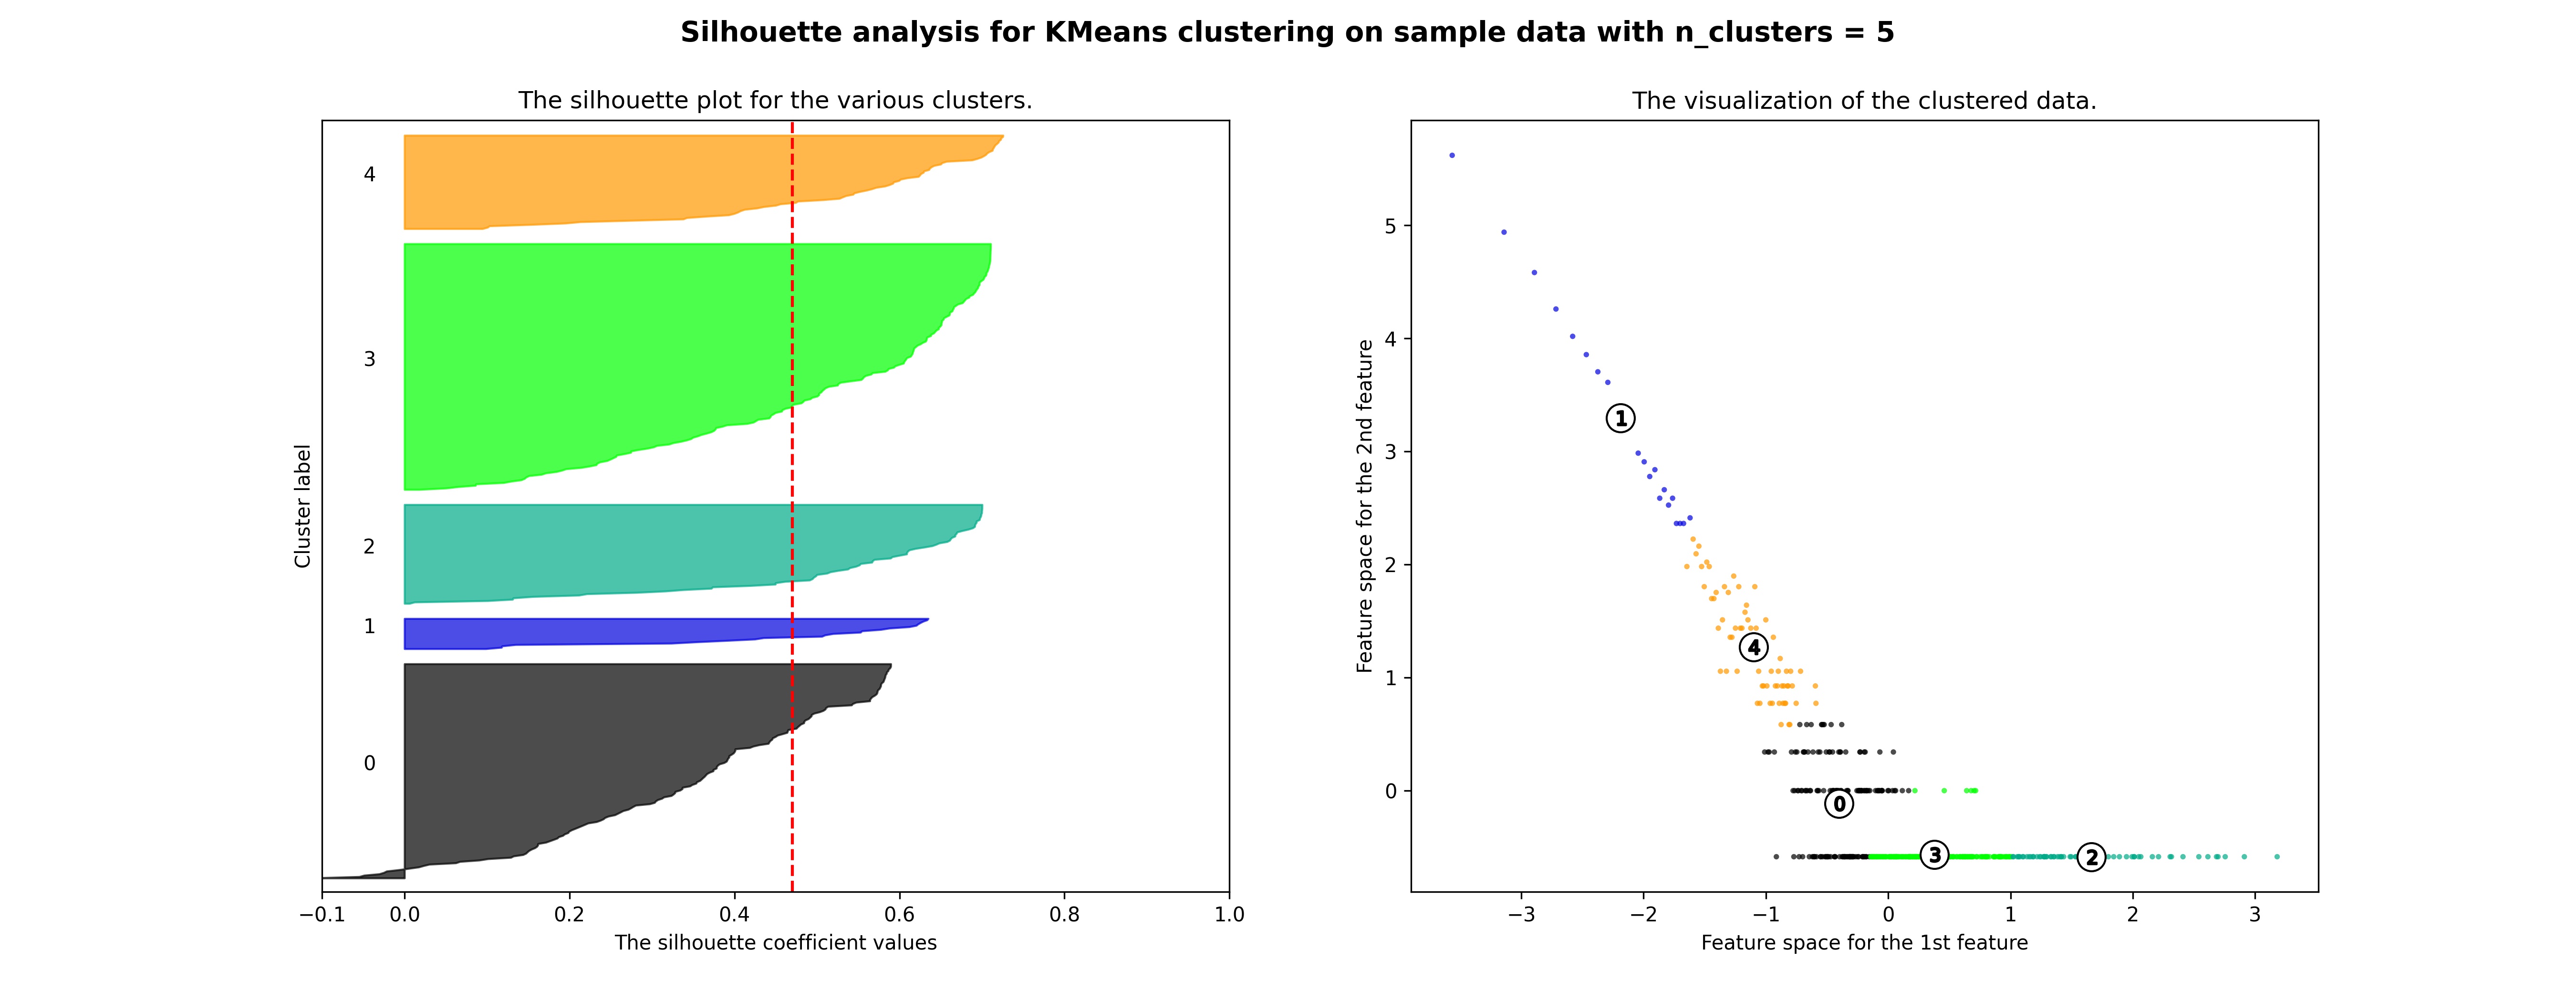 Silhouette analysis for KMeans clustering on sample data with n_clusters = 5
The silhouette plot for the various clusters.
4
3
2
1
0
Cluster label
−0.1 0.0 0.2 0.4 0.6 0.8 1.0
The silhouette coefficient values
The visualization of the clustered data.
5
4
3
2
1
0
Feature space for the 2nd feature
1
4
0
3
2
−3 −2 −1 0 1 2 3
Feature space for the 1st feature